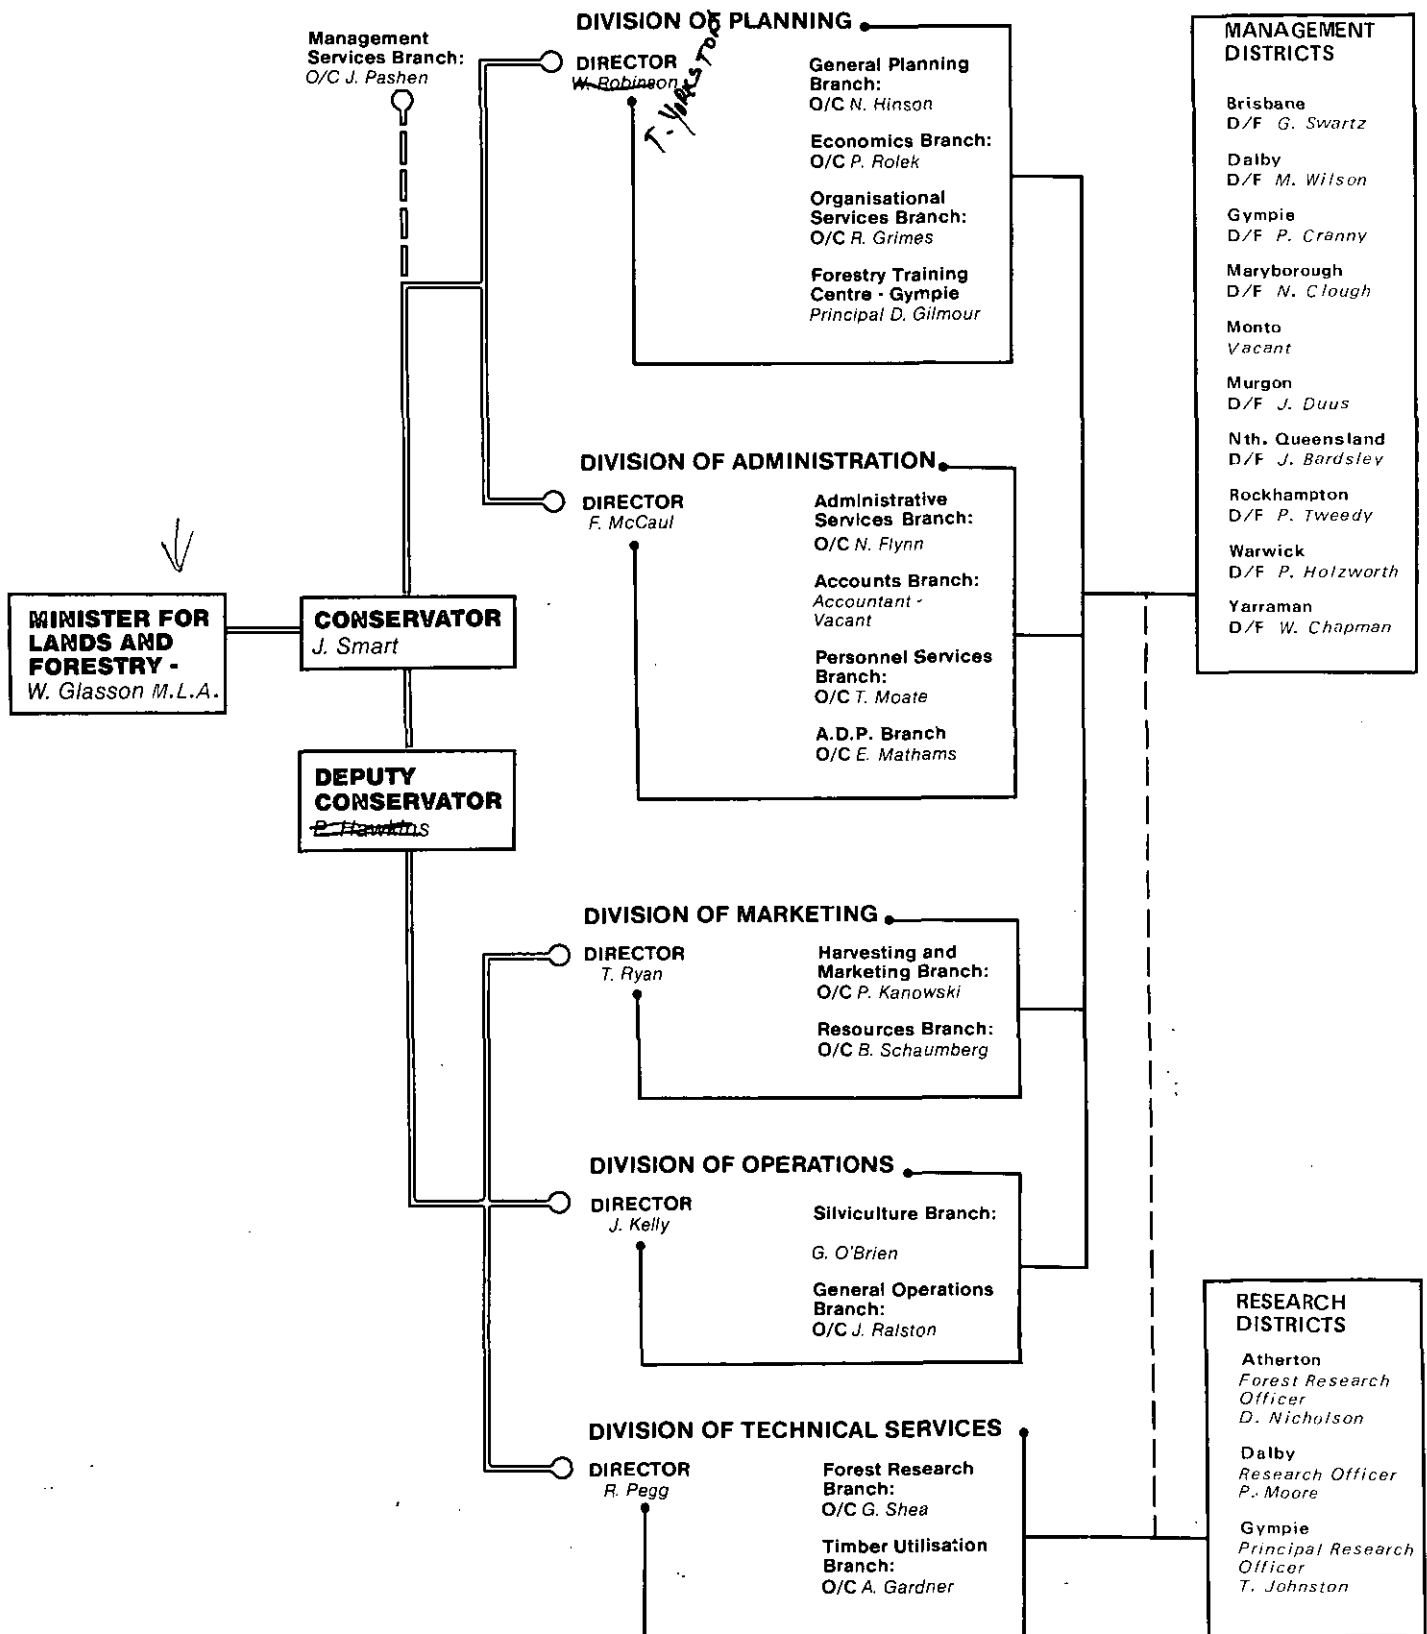 Management
Services Branch:
O/C J. Pashen
DIVISION OF PLANNING
DIRECTOR
W. Robinson
T. YORKSTON
General Planning
Branch:
O/C N. Hinson
Economics Branch:
O/C P. Rolek
Organisational
Services Branch:
O/C R. Grimes
Forestry Training
Centre - Gympie
Principal D. Gilmour
DIVISION OF ADMINISTRATION
DIRECTOR
F. McCaul
Administrative
Services Branch:
O/C N. Flynn
Accounts Branch:
Accountant -
Vacant
Personnel Services
Branch:
O/C T. Moate
A.D.P. Branch
O/C E. Mathams
MINISTER FOR
LANDS AND
FORESTRY -
W. Glasson M.L.A.
CONSERVATOR
J. Smart
DEPUTY
CONSERVATOR
P. Hawkins
DIVISION OF MARKETING
DIRECTOR
T. Ryan
Harvesting and
Marketing Branch:
O/C P. Kanowski
Resources Branch:
O/C B. Schaumberg
DIVISION OF OPERATIONS
DIRECTOR
J. Kelly
Silviculture Branch:
G. O'Brien
General Operations
Branch:
O/C J. Ralston
DIVISION OF TECHNICAL SERVICES
DIRECTOR
R. Pegg
Forest Research
Branch:
O/C G. Shea
Timber Utilisation
Branch:
O/C A. Gardner
MANAGEMENT
DISTRICTS
Brisbane
D/F G. Swartz
Dalby
D/F M. Wilson
Gympie
D/F P. Cranny
Maryborough
D/F N. Clough
Monto
Vacant
Murgon
D/F J. Duus
Nth. Queensland
D/F J. Bardsley
Rockhampton
D/F P. Tweedy
Warwick
D/F P. Holzworth
Yarraman
D/F W. Chapman
RESEARCH
DISTRICTS
Atherton
Forest Research
Officer
D. Nicholson
Dalby
Research Officer
P. Moore
Gympie
Principal Research
Officer
T. Johnston